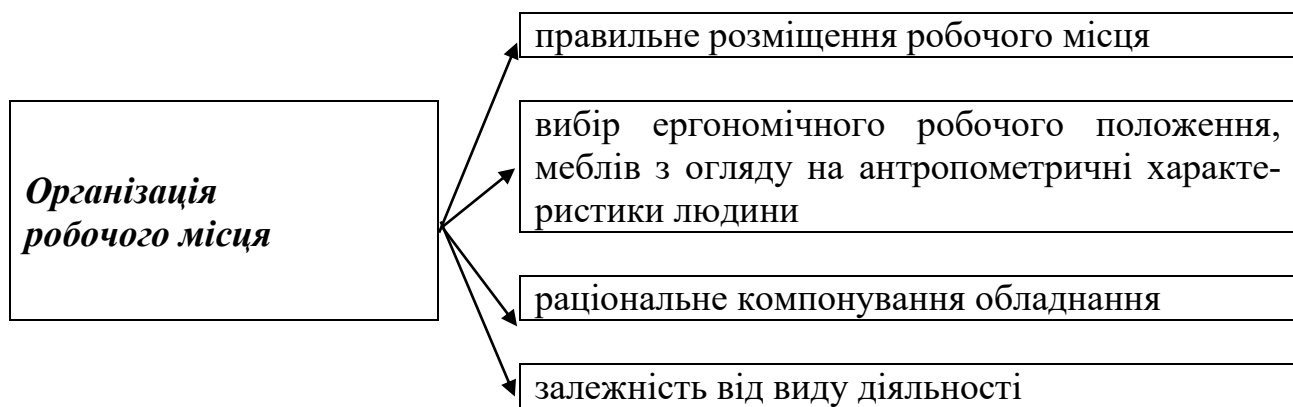 правильне розміщення робочого місця
вибір ергономічного робочого положення,
меблів з огляду на антропометричні характе-
ристики людини
Організація
робочого місця
раціональне компонування обладнання
залежність від виду діяльності